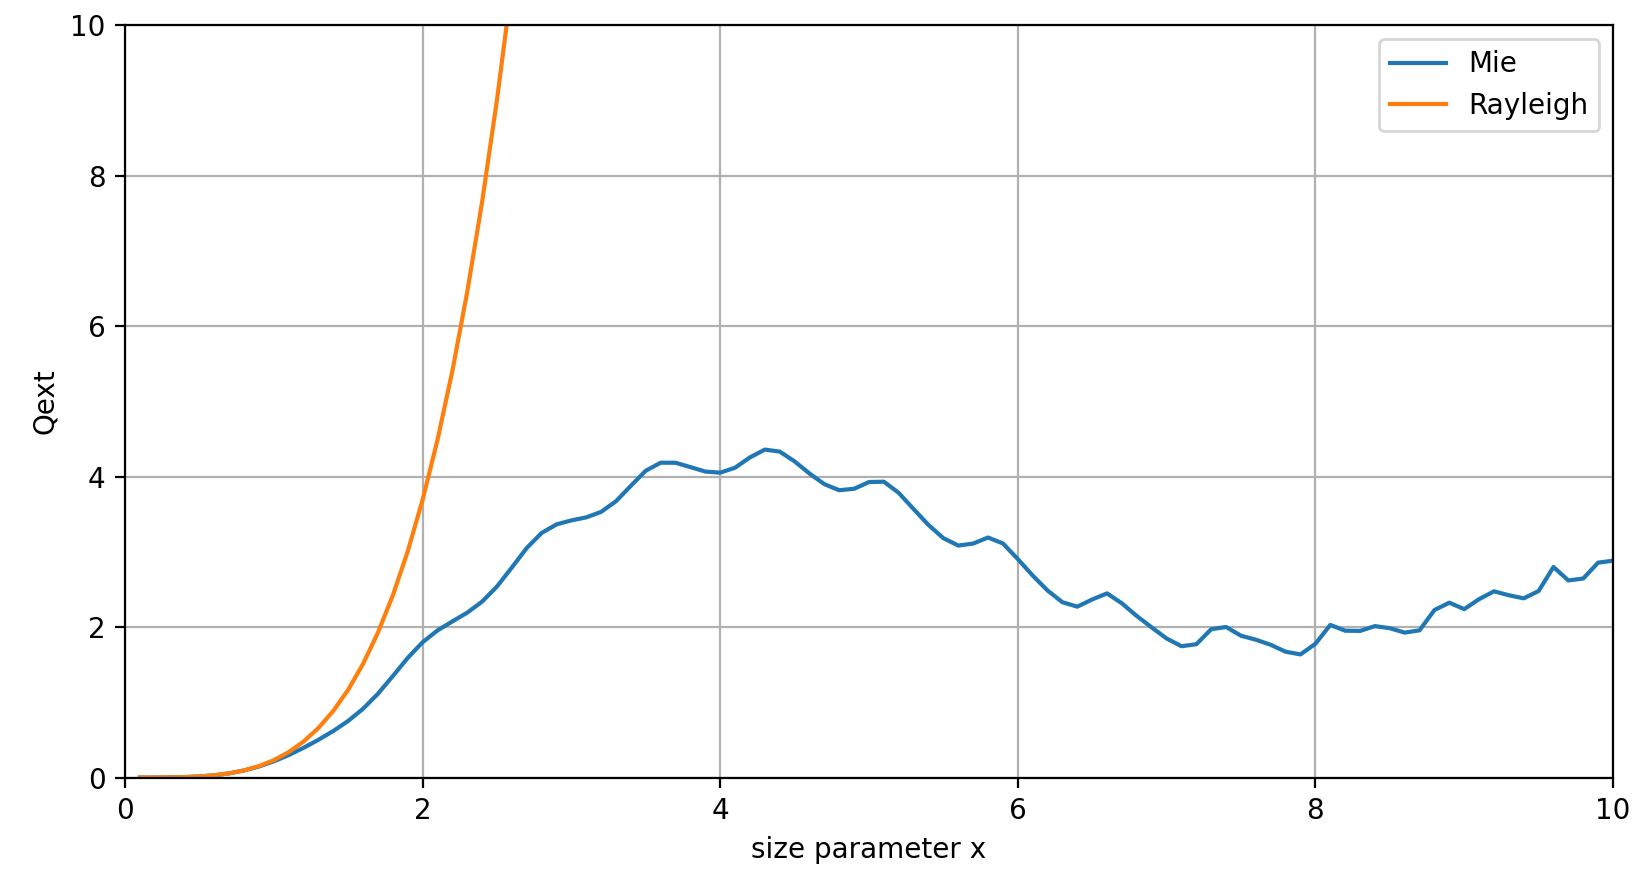 10
8
6
4
2
0
Qext
Mie
Rayleigh
0 2 4 6 8 10
size parameter x